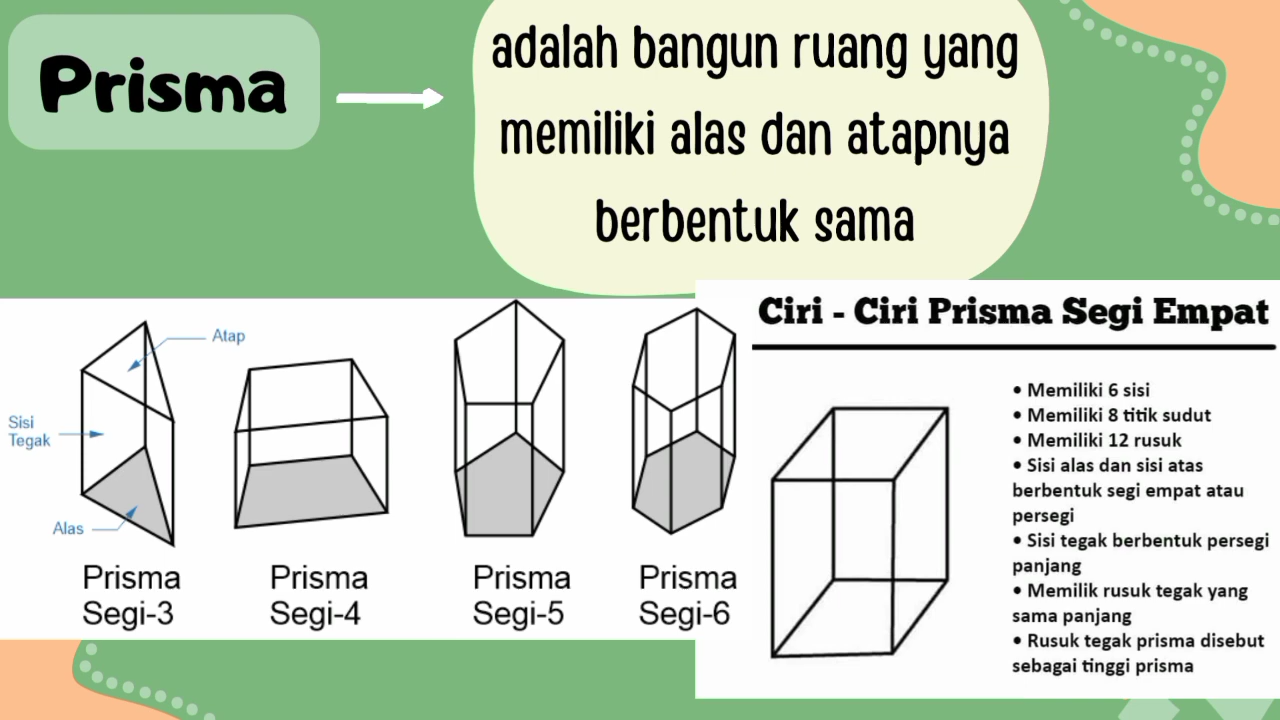 Prisma
adalah bangun ruang yang
memiliki alas dan atapnya
berbentuk sama
Atap
Sisi
Tegak
Alas
Prisma
Segi-3
Prisma
Segi-4
Prisma
Segi-5
Prisma
Segi-6
Ciri - Ciri Prisma Segi Empat
• Memiliki 6 sisi
• Memiliki 8 titik sudut
• Memiliki 12 rusuk
• Sisi alas dan sisi atas
berbentuk segi empat atau
persegi
• Sisi tegak berbentuk persegi
panjang
• Memilik rusuk tegak yang
sama panjang
• Rusuk tegak prisma disebut
sebagai tinggi prisma